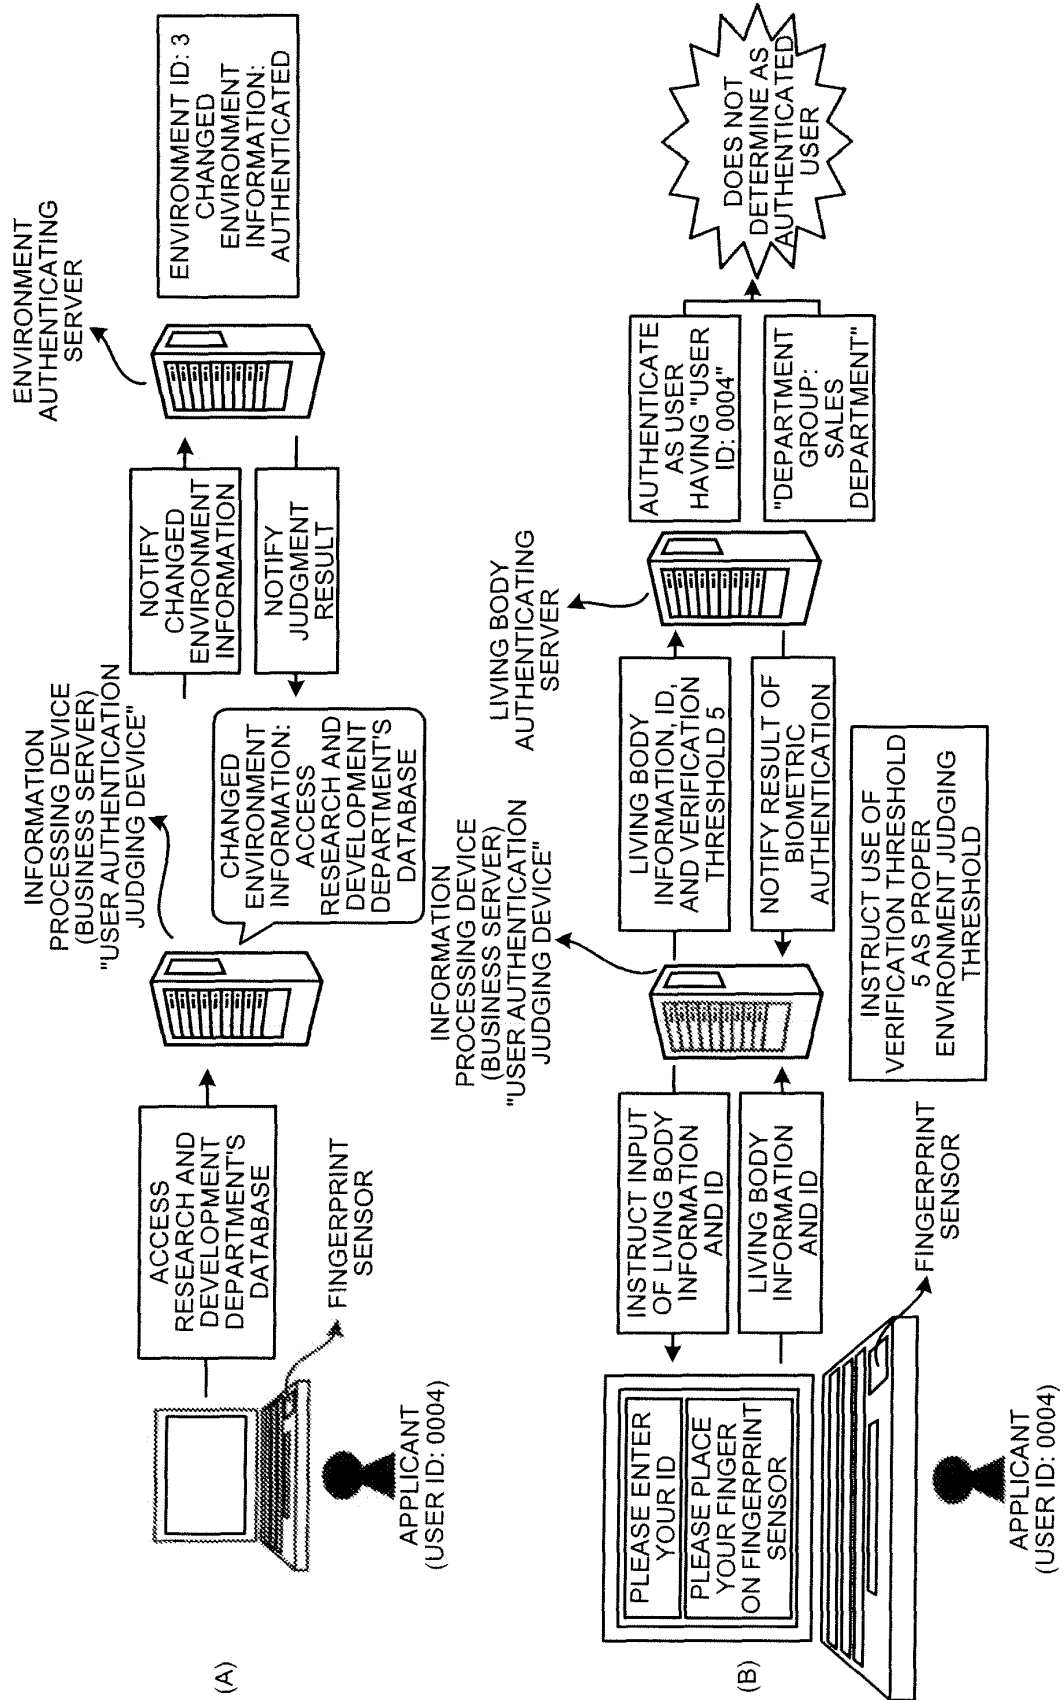 (A)
APPLICANT
(USER ID: 0004)
FINGERPRINT
SENSOR
ACCESS
RESEARCH AND
DEVELOPMENT
DEPARTMENT'S
DATABASE
INFORMATION
PROCESSING DEVICE
(BUSINESS SERVER)
"USER AUTHENTICATION
JUDGING DEVICE"
CHANGED
ENVIRONMENT
INFORMATION:
ACCESS
RESEARCH AND
DEVELOPMENT
DEPARTMENT'S
DATABASE
NOTIFY
CHANGED
ENVIRONMENT
INFORMATION
NOTIFY
JUDGMENT
RESULT
ENVIRONMENT
AUTHENTICATING
SERVER
ENVIRONMENT ID: 3
CHANGED
ENVIRONMENT
INFORMATION:
AUTHENTICATED
(B)
PLEASE ENTER
YOUR ID
PLEASE PLACE
YOUR FINGER
ON FINGERPRINT
SENSOR
APPLICANT
(USER ID: 0004)
FINGERPRINT
SENSOR
INSTRUCT INPUT
OF LIVING BODY
INFORMATION
AND ID
LIVING BODY
INFORMATION
AND ID
INFORMATION
PROCESSING DEVICE
(BUSINESS SERVER)
"USER AUTHENTICATION
JUDGING DEVICE"
LIVING BODY
INFORMATION, ID,
AND VERIFICATION
THRESHOLD 5
NOTIFY RESULT OF
BIOMETRIC
AUTHENTICATION
INSTRUCT USE OF
VERIFICATION THRESHOLD
5 AS PROPER
ENVIRONMENT JUDGING
THRESHOLD
LIVING BODY
AUTHENTICATING
SERVER
AUTHENTICATE
AS USER
HAVING "USER
ID: 0004"
"DEPARTMENT
GROUP:
SALES
DEPARTMENT"
DOES NOT
DETERMINE AS
AUTHENTICATED
USER